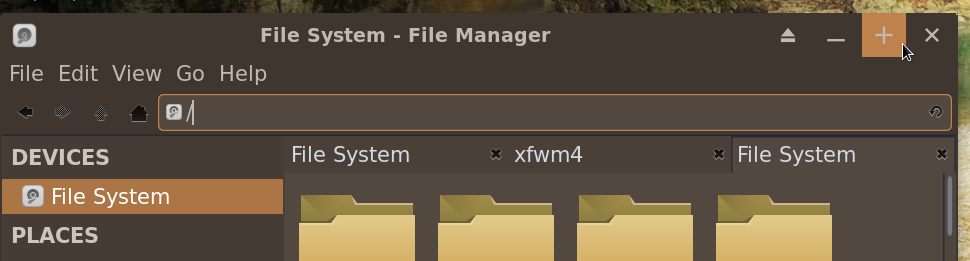 File System - File Manager
File Edit View Go Help
/
DEVICES
File System
PLACES
File System xfwm4 File System